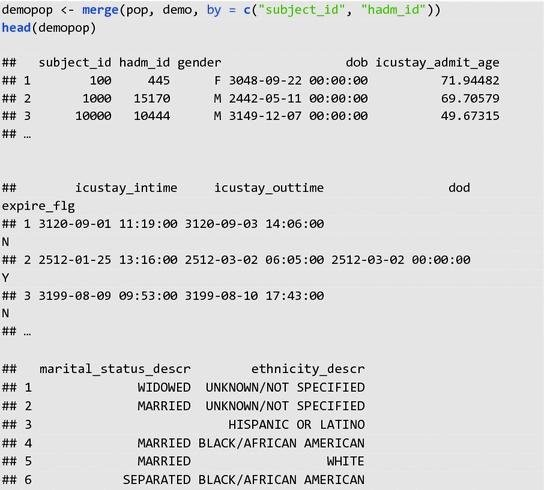 demopop <- merge(pop, demo, by = c("subject_id", "hadm_id"))
head(demopop)
##   subject_id hadm_id gender                 dob icustay_admit_age
## 1        100     445      F 3048-09-22 00:00:00          71.94482
## 2       1000   15170      M 2442-05-11 00:00:00          69.70579
## 3      10000   10444      M 3149-12-07 00:00:00          49.67315
## …
##        icustay_intime     icustay_outtime                 dod
expire_flg
## 1 3120-09-01 11:19:00 3120-09-03 14:06:00
N
## 2 2512-01-25 13:16:00 2512-03-02 06:05:00 2512-03-02 00:00:00
Y
## 3 3199-08-09 09:53:00 3199-08-10 17:43:00
N
## …
##   marital_status_descr        ethnicity_descr
## 1              WIDOWED  UNKNOWN/NOT SPECIFIED
## 2              MARRIED  UNKNOWN/NOT SPECIFIED
## 3                          HISPANIC OR LATINO
## 4              MARRIED BLACK/AFRICAN AMERICAN
## 5              MARRIED                  WHITE
## 6            SEPARATED BLACK/AFRICAN AMERICAN